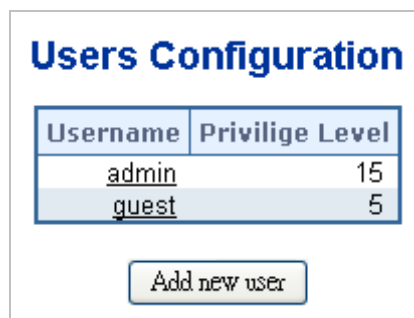 Users Configuration
Username Privilige Level
admin 15
guest 5
Add new user